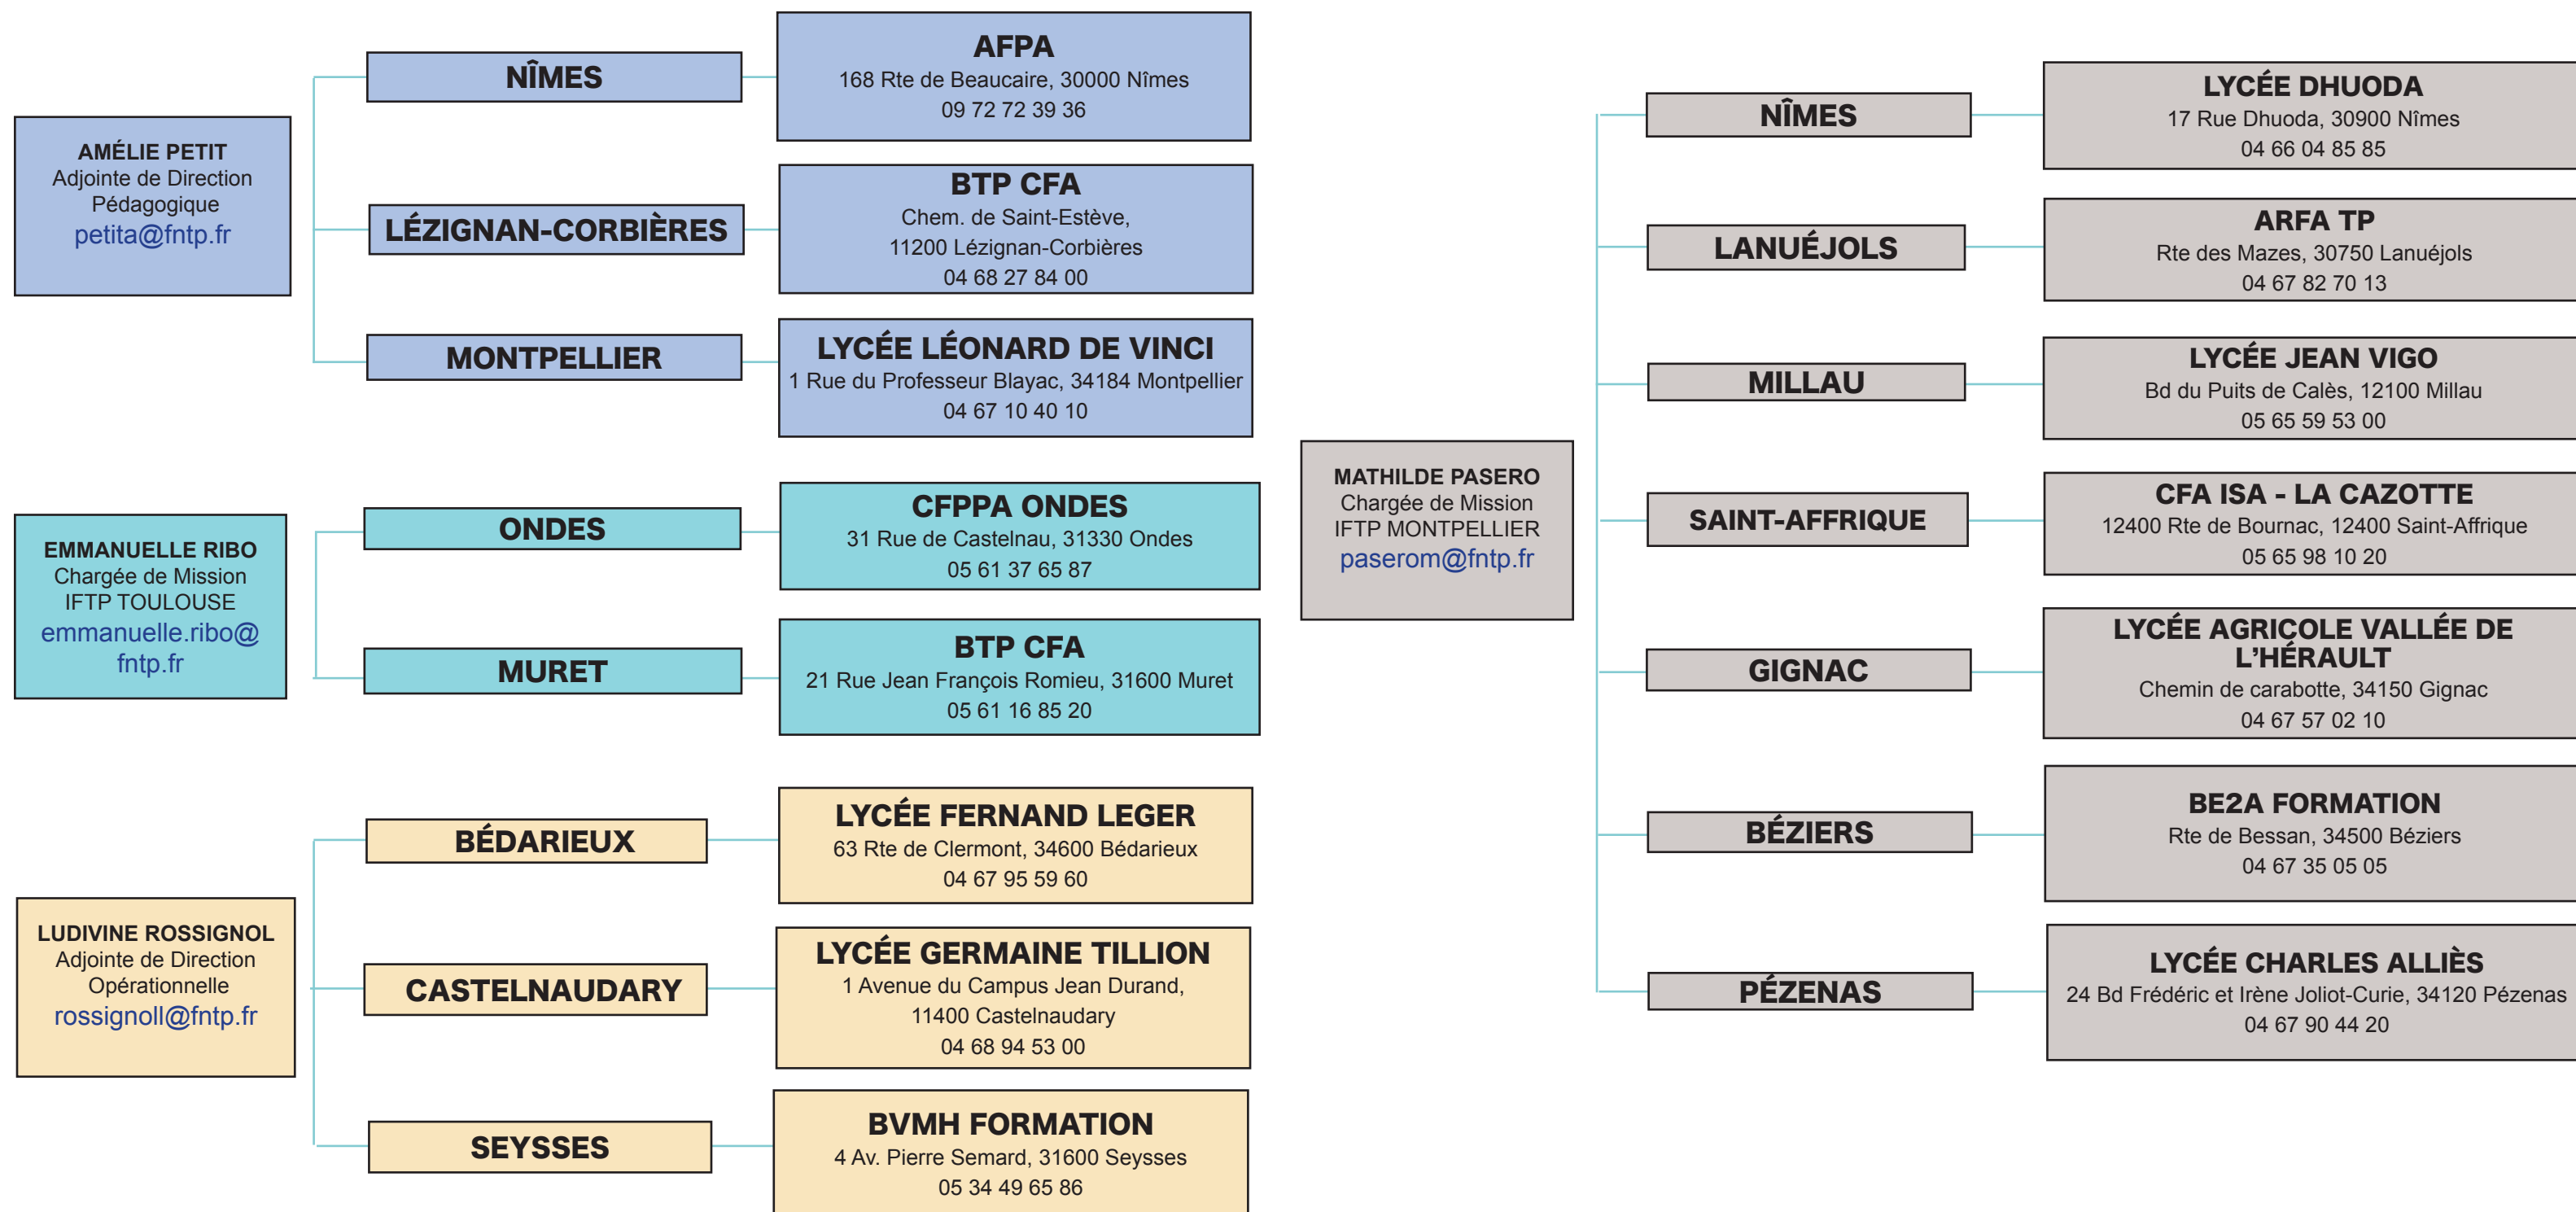 AMÉLIE PETIT
Adjointe de Direction
Pédagogique
petita@fntp.fr
NÎMES
AFPA
168 Rte de Beaucaire, 30000 Nîmes
09 72 72 39 36
LÉZIGNAN-CORBIÈRES
BTP CFA
Chem. de Saint-Estève,
11200 Lézignan-Corbières
04 68 27 84 00
MONTPELLIER
LYCÉE LÉONARD DE VINCI
1 Rue du Professeur Blayac, 34184 Montpellier
04 67 10 40 10
EMMANUELLE RIBO
Chargée de Mission
IFTP TOULOUSE
emmanuelle.ribo@
fntp.fr
ONDES
CFPPA ONDES
31 Rue de Castelnau, 31330 Ondes
05 61 37 65 87
MURET
BTP CFA
21 Rue Jean François Romieu, 31600 Muret
05 61 16 85 20
LUDIVINE ROSSIGNOL
Adjointe de Direction
Opérationnelle
rossignoll@fntp.fr
BÉDARIEUX
LYCÉE FERNAND LEGER
63 Rte de Clermont, 34600 Bédarieux
04 67 95 59 60
CASTELNAUDARY
LYCÉE GERMAINE TILLION
1 Avenue du Campus Jean Durand,
11400 Castelnaudary
04 68 94 53 00
SEYSSES
BVMH FORMATION
4 Av. Pierre Semard, 31600 Seysses
05 34 49 65 86
MATHILDE PASERO
Chargée de Mission
IFTP MONTPELLIER
paserom@fntp.fr
NÎMES
LYCÉE DHUODA
17 Rue Dhuoda, 30900 Nîmes
04 66 04 85 85
LANUÉJOLS
ARFA TP
Rte des Mazes, 30750 Lanuéjols
04 67 82 70 13
MILLAU
LYCÉE JEAN VIGO
Bd du Puits de Calès, 12100 Millau
05 65 59 53 00
SAINT-AFFRIQUE
CFA ISA - LA CAZOTTE
12400 Rte de Bournac, 12400 Saint-Affrique
05 65 98 10 20
GIGNAC
LYCÉE AGRICOLE VALLÉE DE
L'HÉRAULT
Chemin de carabotte, 34150 Gignac
04 67 57 02 10
BÉZIERS
BE2A FORMATION
Rte de Bessan, 34500 Béziers
04 67 35 05 05
PÉZENAS
LYCÉE CHARLES ALLIÈS
24 Bd Frédéric et Irène Joliot-Curie, 34120 Pézenas
04 67 90 44 20